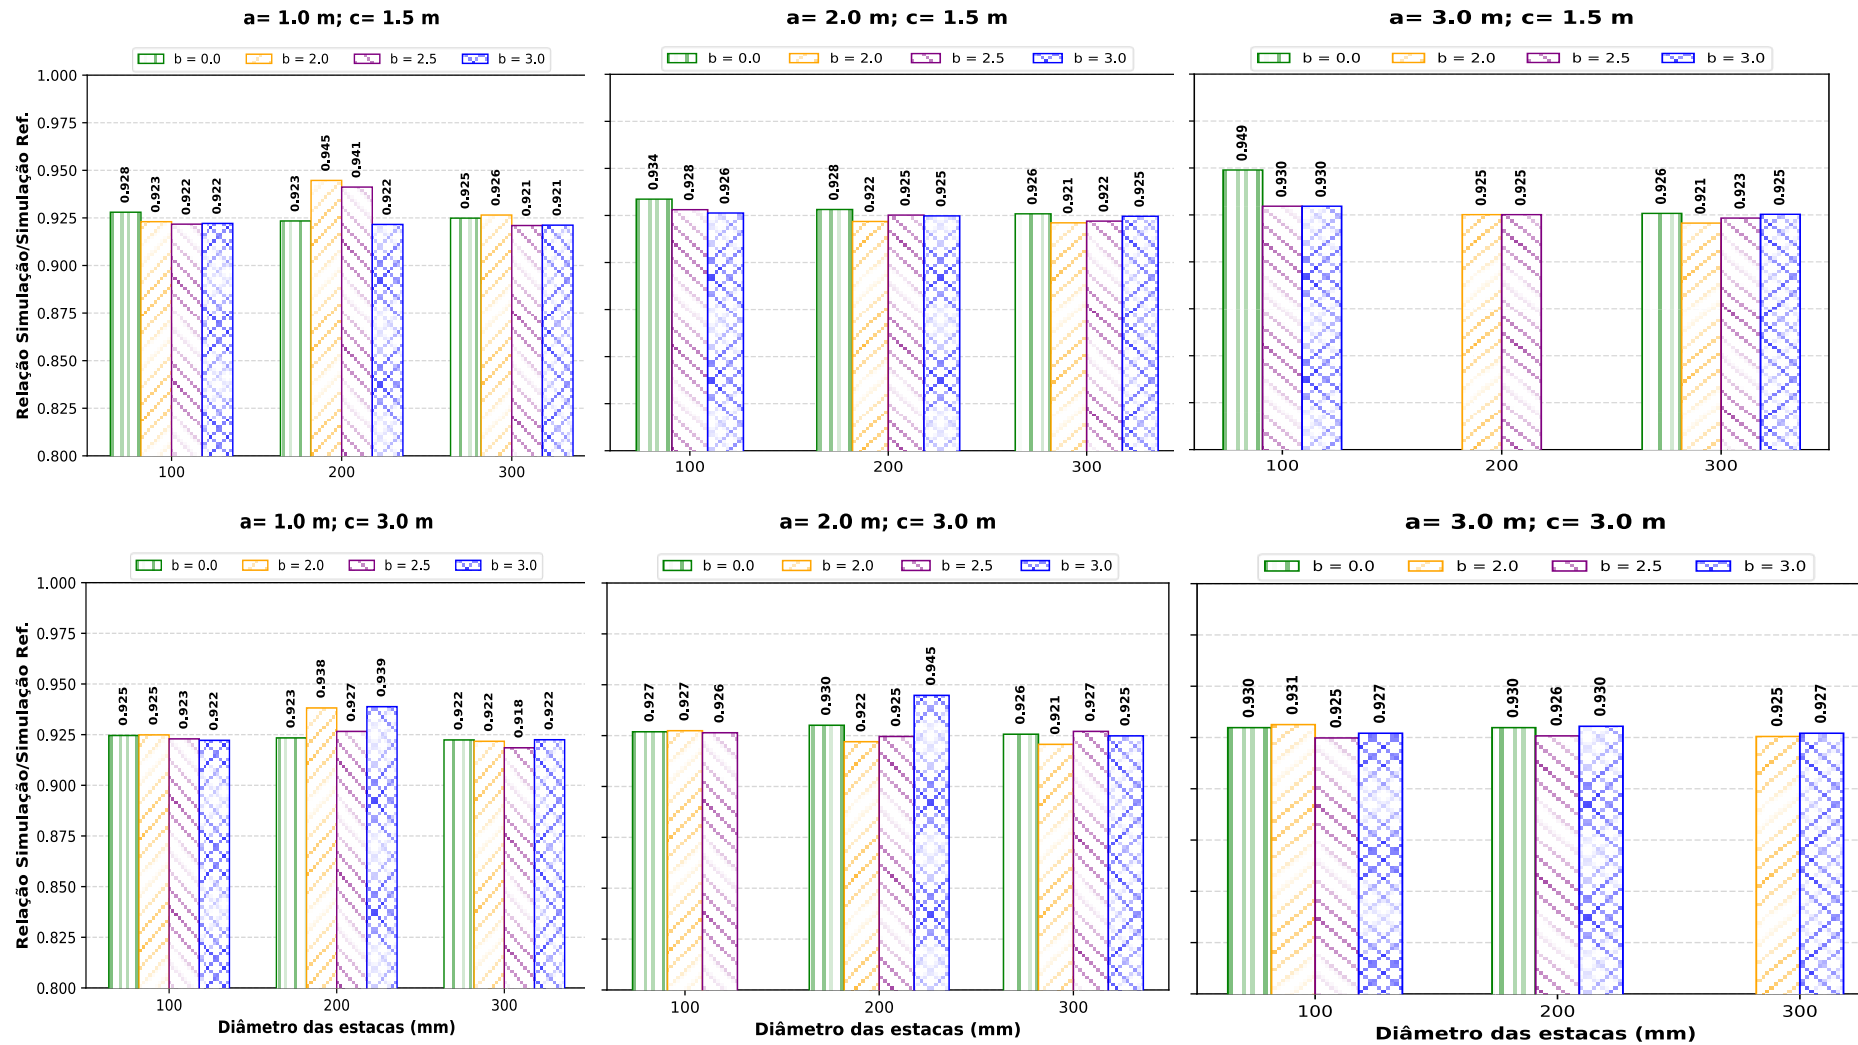 a= 1.0 m; c= 1.5 m
b = 0.0 b = 2.0 b = 2.5 b = 3.0
Relação Simulação/Simulação Ref.
1.000
0.975
0.950
0.925
0.900
0.875
0.850
0.825
0.800
0.928 0.923 0.922 0.922 0.923 0.945 0.941 0.922 0.925 0.926 0.921 0.921
100 200 300
a= 2.0 m; c= 1.5 m
b = 0.0 b = 2.0 b = 2.5 b = 3.0
0.934 0.928 0.926 0.928 0.922 0.925 0.925 0.926 0.921 0.922 0.925
100 200 300
a= 3.0 m; c= 1.5 m
b = 0.0 b = 2.0 b = 2.5 b = 3.0
0.949 0.930 0.930 0.925 0.925 0.926 0.921 0.923 0.925
100 200 300
a= 1.0 m; c= 3.0 m
b = 0.0 b = 2.0 b = 2.5 b = 3.0
Relação Simulação/Simulação Ref.
1.000
0.975
0.950
0.925
0.900
0.875
0.850
0.825
0.800
0.925 0.925 0.923 0.922 0.923 0.938 0.927 0.939 0.922 0.922 0.918 0.922
100 200 300
Diâmetro das estacas (mm)
a= 2.0 m; c= 3.0 m
b = 0.0 b = 2.0 b = 2.5 b = 3.0
0.927 0.927 0.926 0.930 0.922 0.925 0.945 0.926 0.921 0.927 0.925
100 200 300
Diâmetro das estacas (mm)
a= 3.0 m; c= 3.0 m
b = 0.0 b = 2.0 b = 2.5 b = 3.0
0.930 0.931 0.925 0.927 0.930 0.926 0.930 0.925 0.927
100 200 300
Diâmetro das estacas (mm)